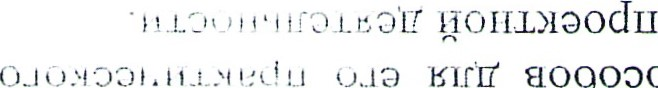 особов для его практического
проектной деятельности.